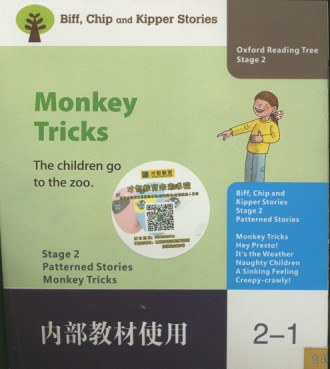 Biff, Chip and Kipper Stories
Oxford Reading Tree
Stage 2
Monkey
Tricks
The children go
to the zoo.
Biff, Chip and
Kipper Stories
Stage 2
Patterned Stories
Monkey Tricks
Hey Presto!
It's the Weather
Naughty Children
A Sinking Feeling
Creepy-crawly!
Stage 2
Patterned Stories
Monkey Tricks
内部教材使用
2-1